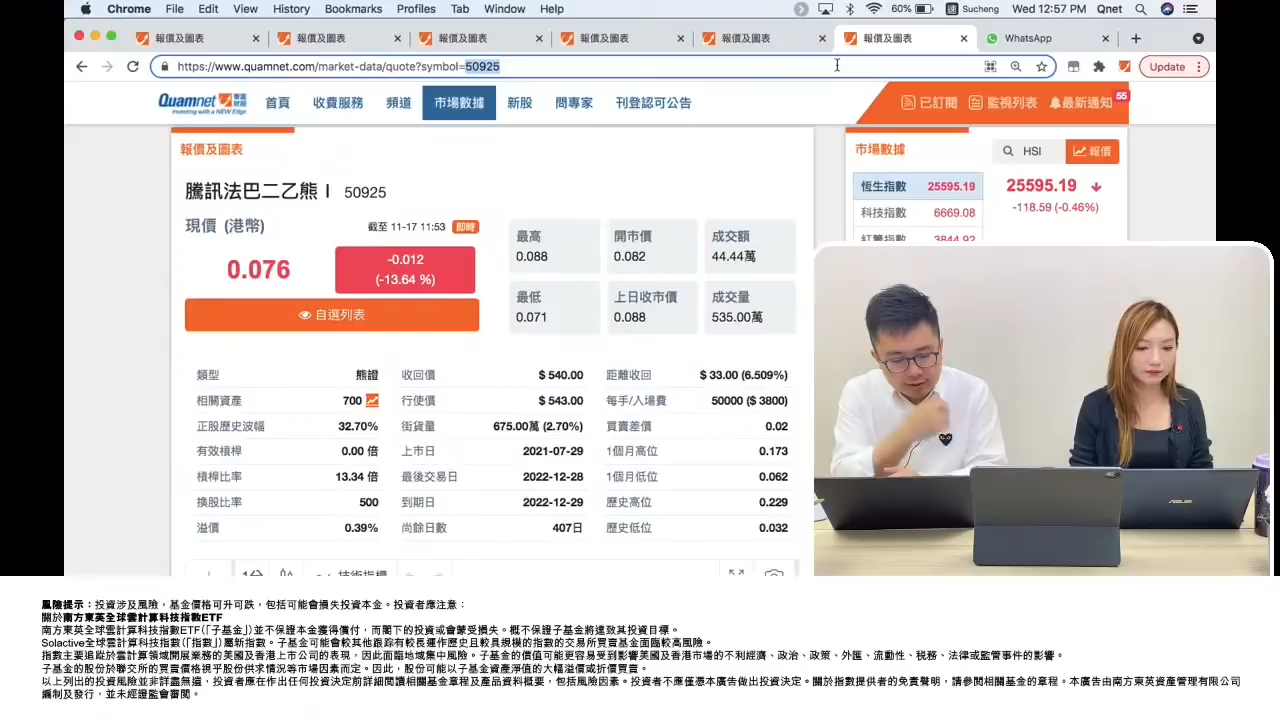 Chrome File Edit View History Bookmarks Profiles Tab Window Help 60% Sucheng Wed 12:57 PM Qnet
報價及圖表 報價及圖表 報價及圖表 報價及圖表 報價及圖表 報價及圖表 WhatsApp
https://www.quamnet.com/market-data/quote?symbol=50925 Update
Quamnet 華富財經 首頁 收費服務 頻道 市場數據 新股 問專家 刊登認可公告 已訂閱 監視列表 最新通知 55
Investing with a NEW Edge
報價及圖表
市場數據 HSI 報價
騰訊法巴二乙熊Ⅰ 50925
恆生指數 25595.19 25595.19
科技指數 6669.08 -118.59 (-0.46%)
紅籌指數 3844.92
現價 (港幣) 截至 11-17 11:53 即時
0.076 -0.012
(-13.64 %)
自選列表
最高 開市價 成交額
0.088 0.082 44.44萬
最低 上日收市價 成交量
0.071 0.088 535.00萬
類型 熊證 收回價 $ 540.00 距離收回 $ 33.00 (6.509%)
相關資產 700 行使價 $ 543.00 每手/入場費 50000 ($ 3800)
正股歷史波幅 32.70% 街貨量 675.00萬 (2.70%) 買賣差價 0.02
有效槓桿 0.00 倍 上市日 2021-07-29 1個月高位 0.173
槓桿比率 13.34 倍 最後交易日 2022-12-28 1個月低位 0.062
換股比率 500 到期日 2022-12-29 歷史高位 0.229
溢價 0.39% 尚餘日數 407日 歷史低位 0.032
1分 技術指標
ASUS
風險提示：投資涉及風險，基金價格可升可跌，包括可能會損失投資本金。投資者應注意：
關於南方東英全球雲計算科技指數ETF
南方東英全球雲計算科技指數ETF(「子基金」)並不保證本金獲得償付，而閣下的投資或會蒙受損失。概不保證子基金將達致其投資目標。
Solactive全球雲計算科技指數(「指數」)屬新指數。子基金可能會較其他跟踪有較長運作歷史且較具規模的指數的交易所買賣基金面臨較高風險。
指數主要追蹤於雲計算領域開展業務的美國及香港上市公司的表現，因此面臨地域集中風險。子基金的價值可能更容易受到影響美國及香港市場的不利經濟、政治、政策、外匯、流動性、稅務、法律或監管事件的影響。
子基金的股份於聯交所的買賣價格視乎股份供求情況等市場因素而定。因此，股份可能以子基金資產淨值的大幅溢價或折價買賣。
以上列出的投資風險並非詳盡無遺，投資者應在作出任何投資決定前詳細閱讀相關基金章程及產品資料概要，包括風險因素。投資者不應僅憑本廣告做出投資決定。關於指數提供者的免責聲明，請參閱相關基金的章程。本廣告由南方東英資產管理有限公司
編制及發行，並未經證監會審閱。